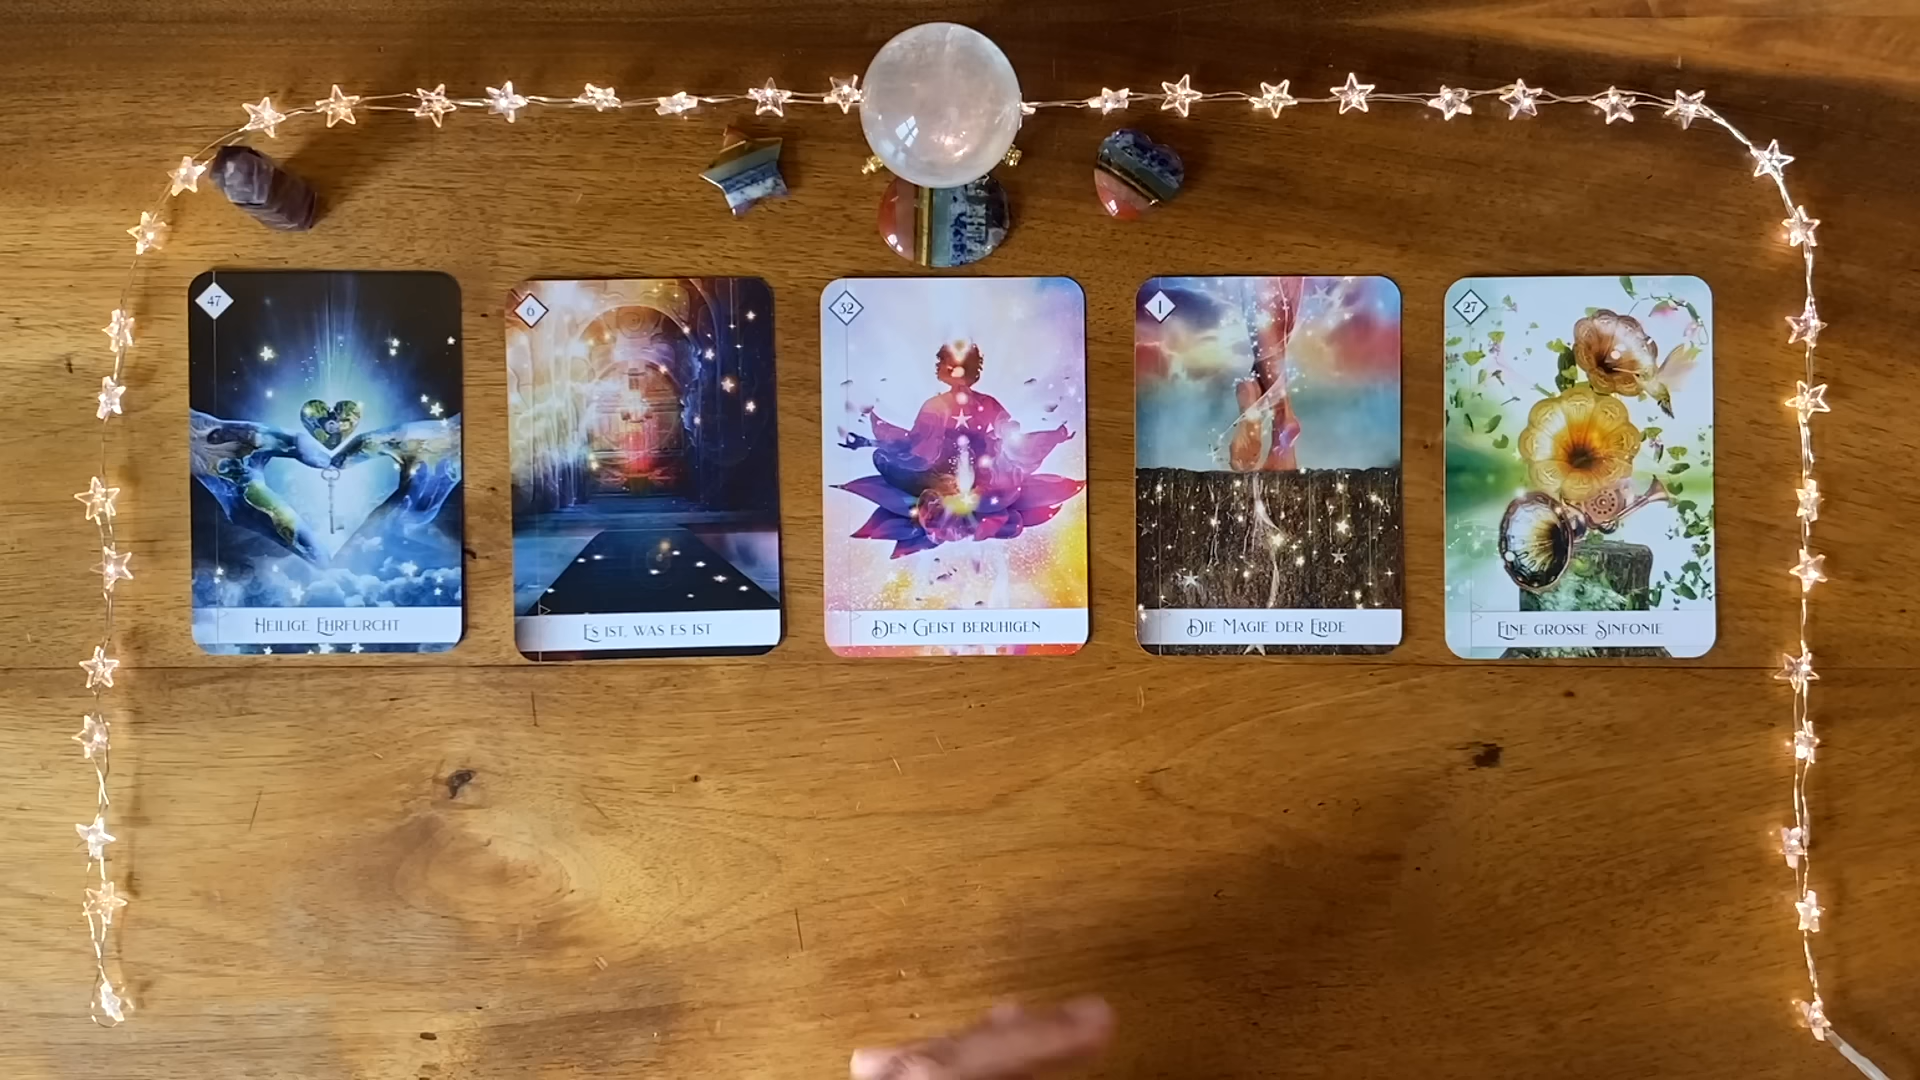 47
Heilige Ehrfurcht
6
Es ist, was es ist
32
Den Geist beruhigen
1
Die Magie der Erde
27
Eine grosse Sinfonie